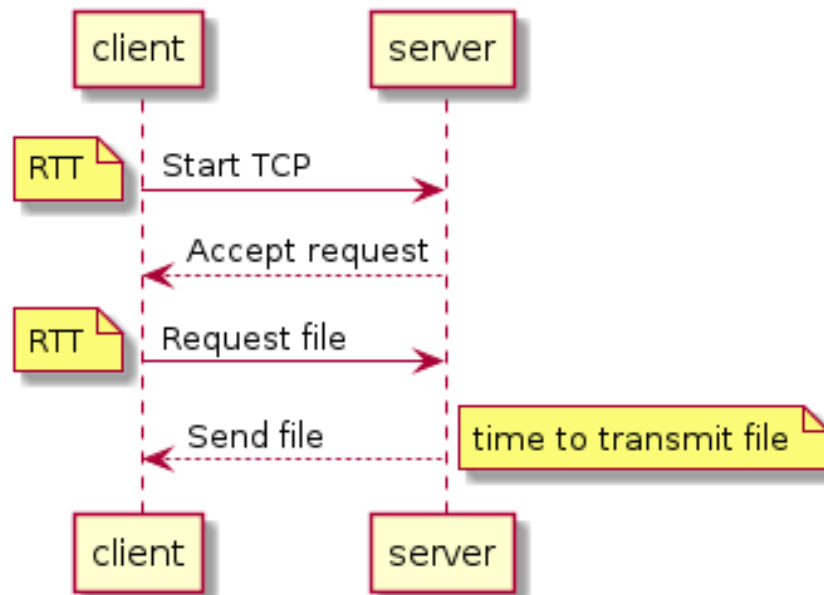 client
server
RTT
Start TCP
Accept request
RTT
Request file
Send file
time to transmit file
client
server